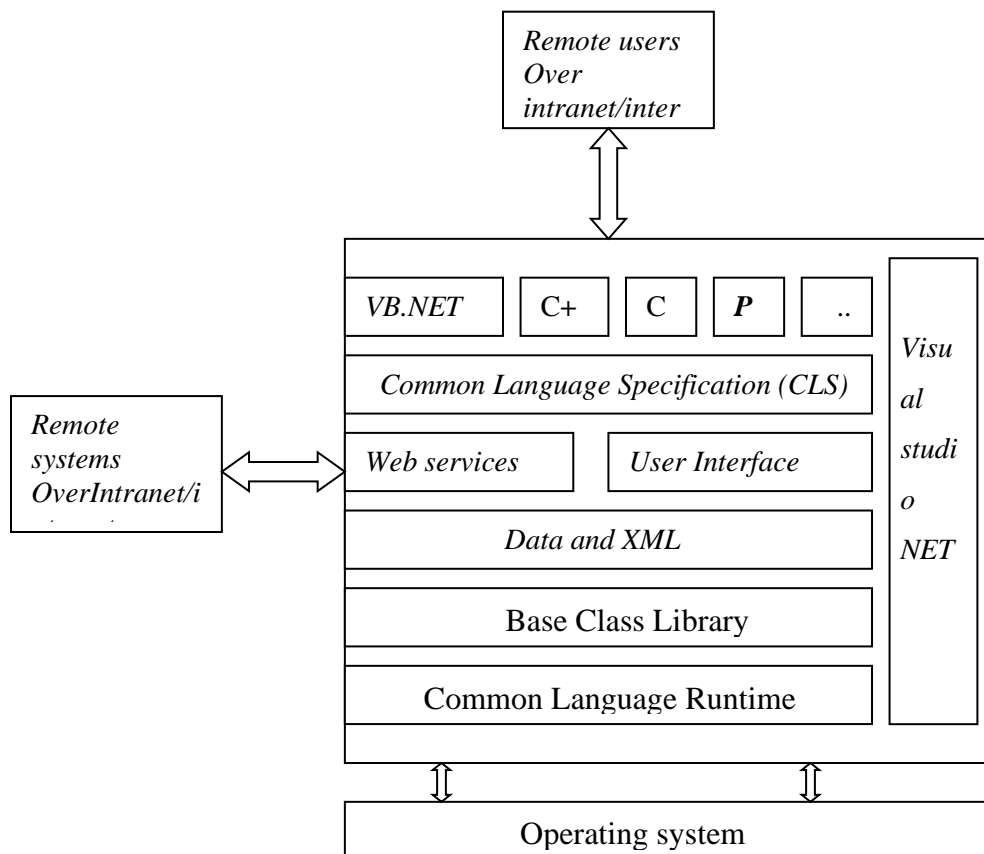 Remote users
Over
intranet/inter
VB.NET
C+
C
P
..
Common Language Specification (CLS)
Visu
al
studi
o
NET
Remote
systems
OverIntranet/i
Web services
User Interface
Data and XML
Base Class Library
Common Language Runtime
Operating system